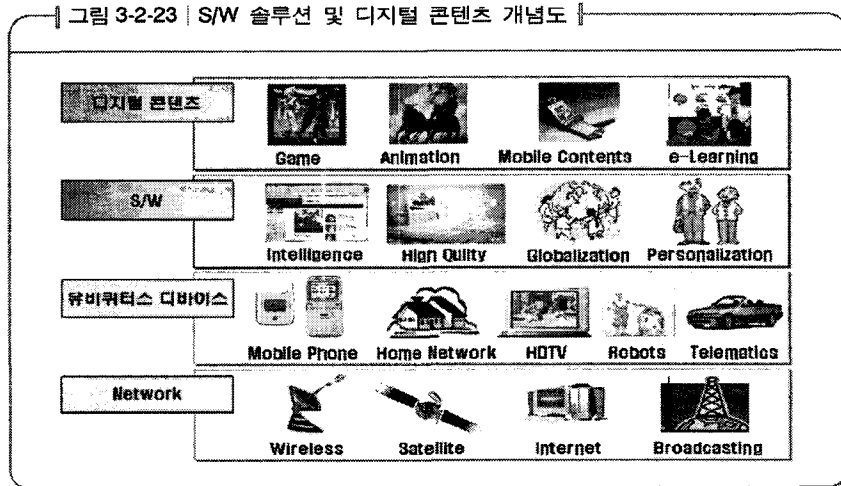 그림 3-2-23 | S/W 솔루션 및 디지털 콘텐츠 개념도
디지털 콘텐츠
Game Animation Mobile Contents e-Learning
S/W
Intelligence High Qulity Globalization Personalization
유비쿼터스 디바이스
Mobile Phone Home Network HDTV Robots Telematics
Network
Wireless Satellite Internet Broadcasting